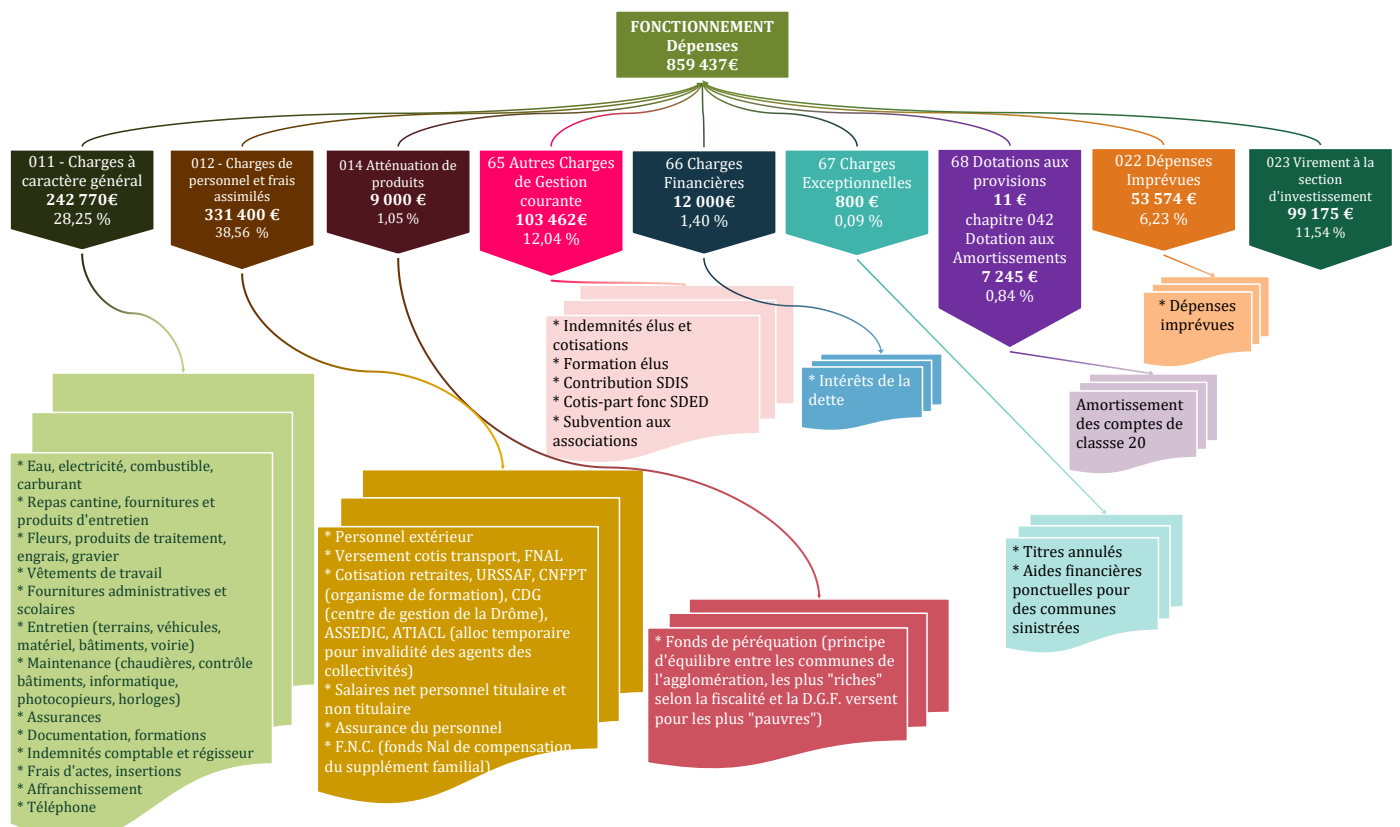 FONCTIONNEMENT
Dépenses
859 437€
011 - Charges à
caractère général
242 770€
28,25 %
012 - Charges de
personnel et frais
assimilés
331 400 €
38,56 %
014 Atténuation de
produits
9 000 €
1,05 %
65 Autres Charges
de Gestion
courante
103 462€
12,04 %
66 Charges
Financières
12 000€
1,40 %
67 Charges
Exceptionnelles
800 €
0,09 %
68 Dotations aux
provisions
11 €
chapitre 042
Dotation aux
Amortissements
7 245 €
0,84 %
022 Dépenses
Imprévues
53 574 €
6,23 %
023 Virement à la
section
d'investissement
99 175 €
11,54 %
* Eau, electricité, combustible,
carburant
* Repas cantine, fournitures et
produits d'entretien
* Fleurs, produits de traitement,
engrais, gravier
* Vêtements de travail
* Fournitures administratives et
scolaires
* Entretien (terrains, véhicules,
matériel, bâtiments, voirie)
* Maintenance (chaudières, contrôle
bâtiments, informatique,
photocopieurs, horloges)
* Assurances
* Documentation, formations
* Indemnités comptable et régisseur
* Frais d'actes, insertions
* Affranchissement
* Téléphone
* Personnel extérieur
* Versement cotis transport, FNAL
* Cotisation retraites, URSSAF, CNFPT
(organisme de formation), CDG
(centre de gestion de la Drôme),
ASSEDIC, ATIACL (alloc temporaire
pour invalidité des agents des
collectivités)
* Salaires net personnel titulaire et
non titulaire
* Assurance du personnel
* F.N.C. (fonds Nal de compensation
du supplément familial)
* Fonds de péréquation (principe
d'équilibre entre les communes de
l'agglomération, les plus "riches"
selon la fiscalité et la D.G.F. versent
pour les plus "pauvres")
* Indemnités élus et
cotisations
* Formation élus
* Contribution SDIS
* Cotis-part fonc SDED
* Subvention aux
associations
* Intérêts de la
dette
* Titres annulés
* Aides financières
ponctuelles pour
des communes
sinistrées
Amortissement
des comptes de
classse 20
* Dépenses
imprévues